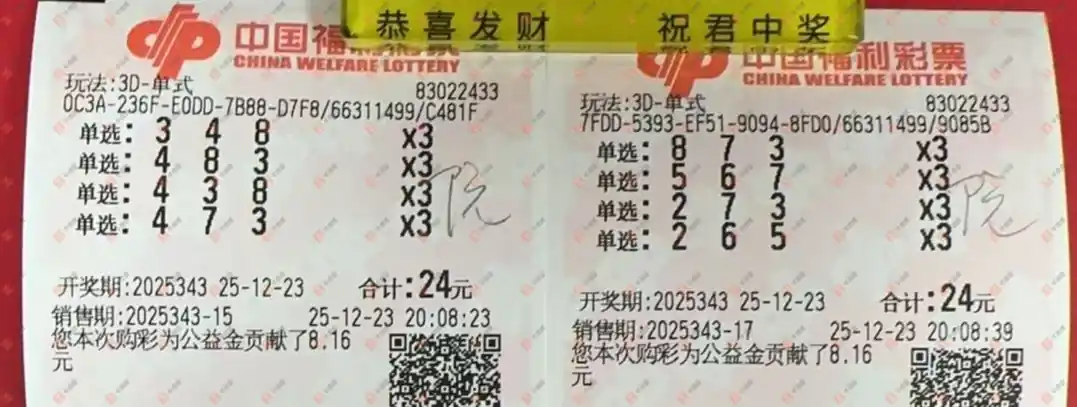 恭喜发财 祝君中奖
中国福利彩票
CHINA WELFARE LOTTERY
玩法:3D-单式 83022433
0C3A-236F-E0DD-7B88-D7F8/66311499/C481F
单选: 3 4 8 x3
单选: 4 8 3 x3
单选: 4 3 8 x3
单选: 4 7 3 x3
院
开奖期:2025343 25-12-23 合计:24元
销售期:2025343-15 25-12-23 20:08:23
您本次购彩为公益金贡献了8.16
元
中国福利彩票
CHINA WELFARE LOTTERY
玩法:3D-单式 83022433
7FDD-5393-EF51-9094-8FD0/66311499/9085B
单选: 8 7 3 x3
单选: 5 6 7 x3
单选: 2 7 3 x3
单选: 2 6 5 x3
院
开奖期:2025343 25-12-23 合计:24元
销售期:2025343-17 25-12-23 20:08:39
您本次购彩为公益金贡献了8.16
元